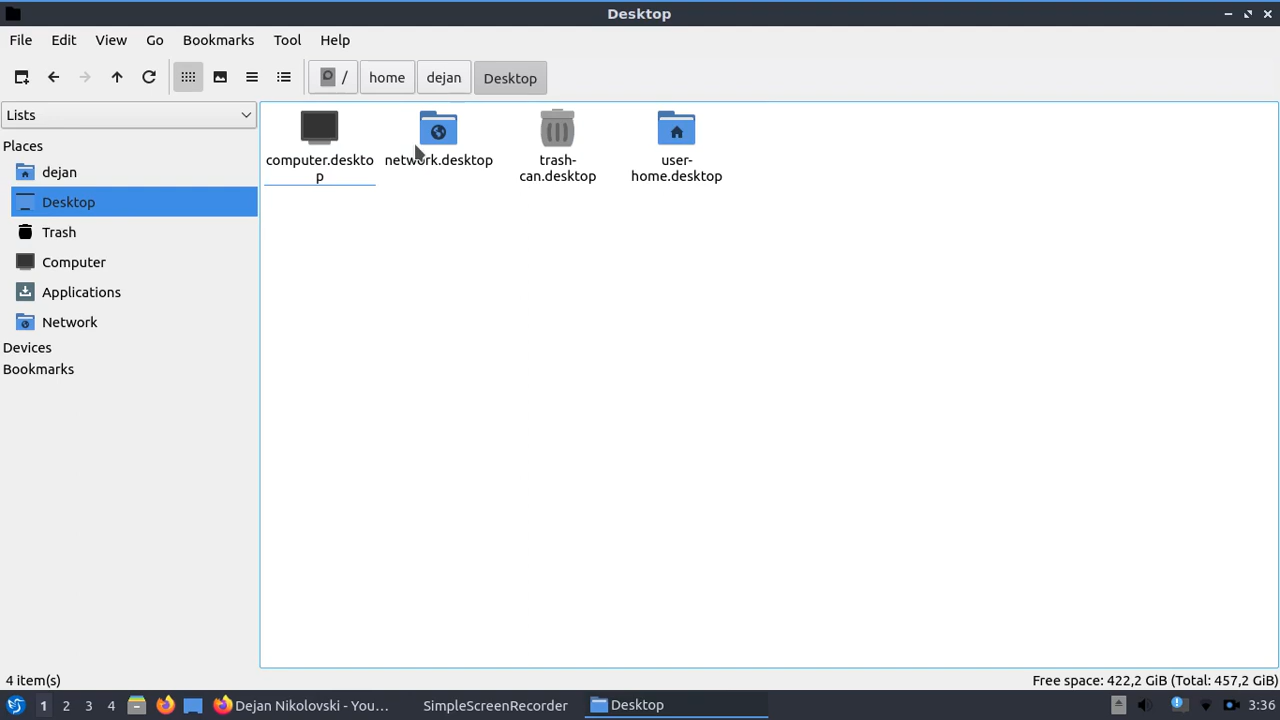 Desktop
File Edit View Go Bookmarks Tool Help
/ home dejan Desktop
Lists
Places
dejan
Desktop
Trash
Computer
Applications
Network
Devices
Bookmarks
computer.deskto
p
network.desktop
trash-
can.desktop
user-
home.desktop
4 item(s)
Free space: 422,2 GiB (Total: 457,2 GiB)
1 2 3 4 Dejan Nikolovski - You... SimpleScreenRecorder Desktop 3:36